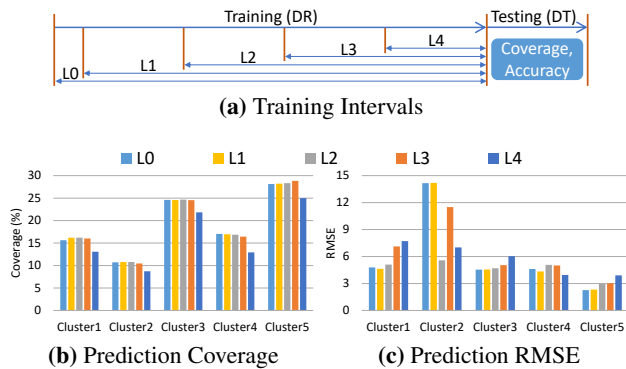 Training (DR) Testing (DT)
L4
L3
L2
L1
L0
Coverage,
Accuracy
(a) Training Intervals
L0 L1 L2 L3 L4
Coverage (%)
30
25
20
15
10
5
0
Cluster1 Cluster2 Cluster3 Cluster4 Cluster5
RMSE
15
12
9
6
3
0
Cluster1 Cluster2 Cluster3 Cluster4 Cluster5
(b) Prediction Coverage
(c) Prediction RMSE